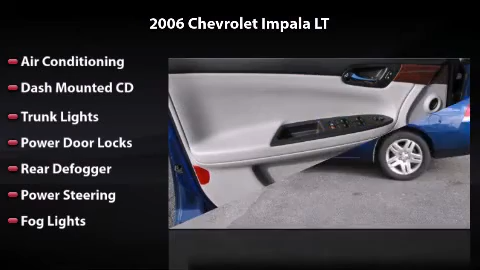 2006 Chevrolet Impala LT
Air Conditioning
Dash Mounted CD
Trunk Lights
Power Door Locks
Rear Defogger
Power Steering
Fog Lights